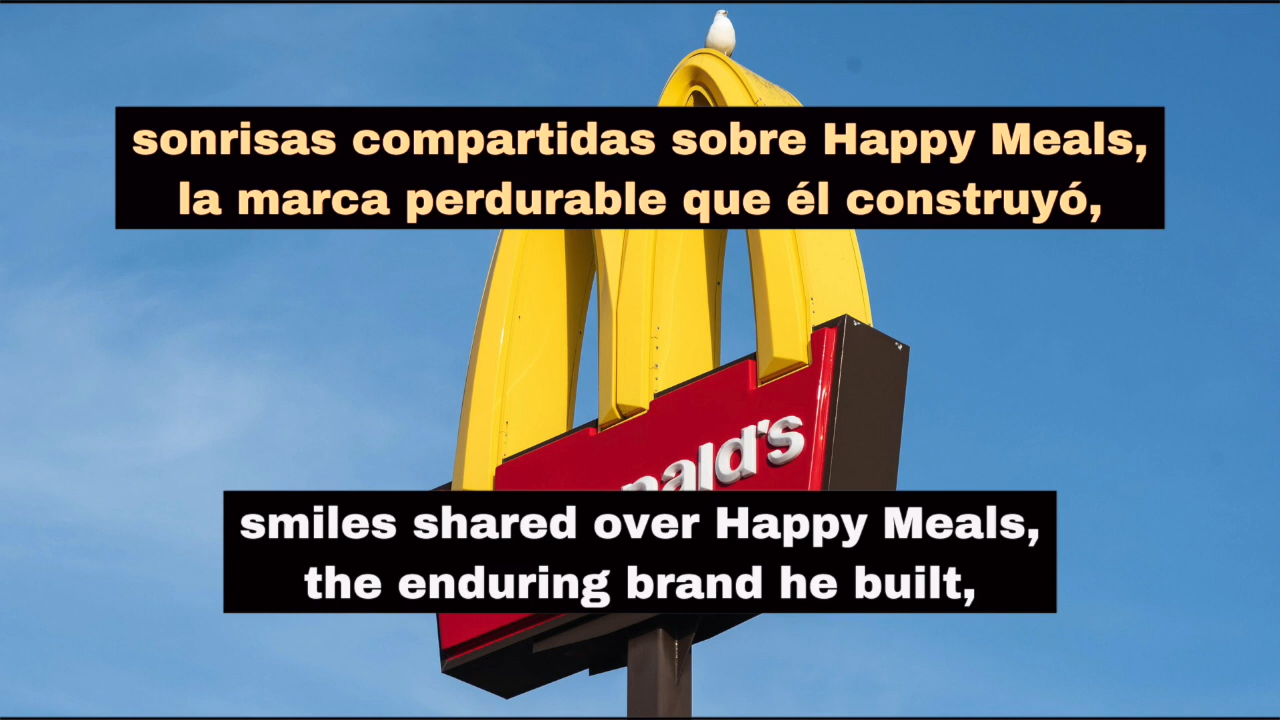 sonrisas compartidas sobre Happy Meals,
la marca perdurable que él construyó,
nald's
smiles shared over Happy Meals,
the enduring brand he built,